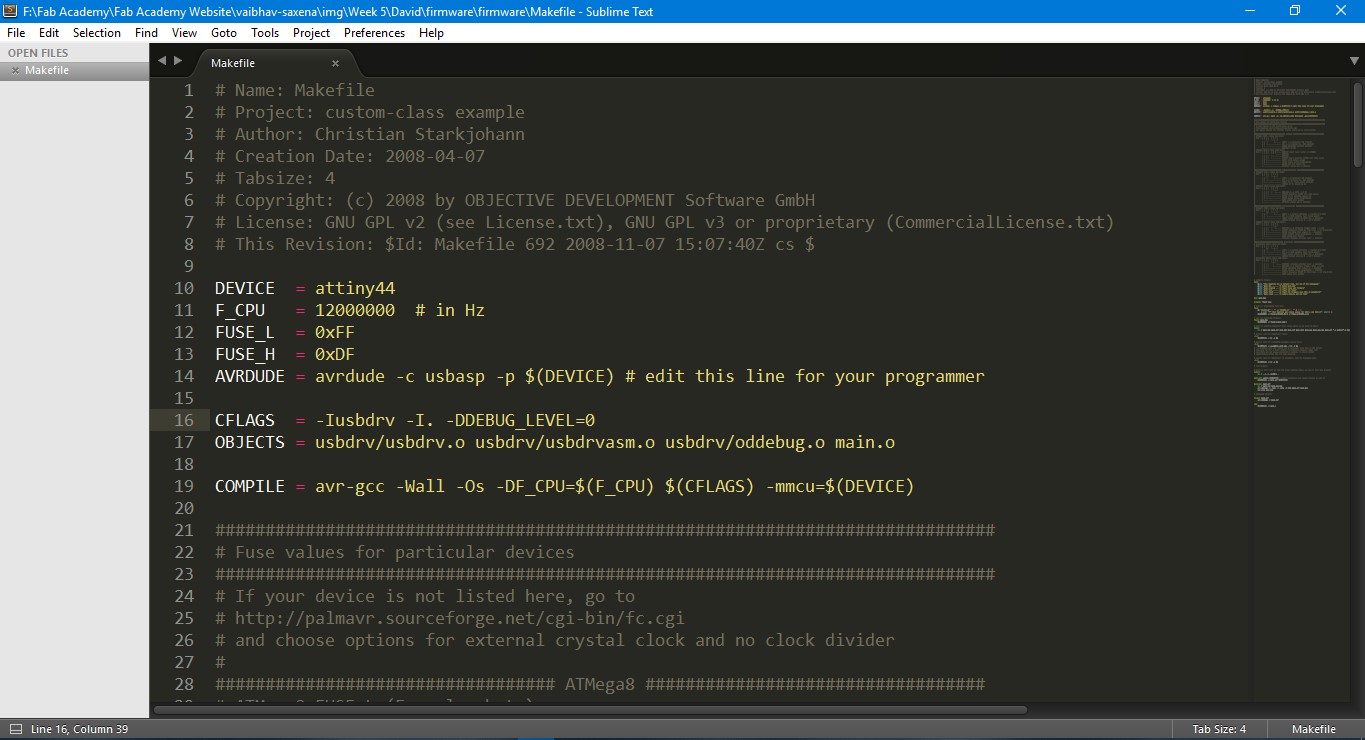 F:\Fab Academy\Fab Academy Website\vaibhav-saxena\img\Week 5\David\firmware\firmware\Makefile - Sublime Text
File Edit Selection Find View Goto Tools Project Preferences Help
OPEN FILES
Makefile
Makefile
1 # Name: Makefile
2 # Project: custom-class example
3 # Author: Christian Starkjohann
4 # Creation Date: 2008-04-07
5 # Tabsize: 4
6 # Copyright: (c) 2008 by OBJECTIVE DEVELOPMENT Software GmbH
7 # License: GNU GPL v2 (see License.txt), GNU GPL v3 or proprietary (CommercialLicense.txt)
8 # This Revision: $Id: Makefile 692 2008-11-07 15:07:40Z cs $
9
10 DEVICE  = attiny44
11 F_CPU   = 12000000  # in Hz
12 FUSE_L  = 0xFF
13 FUSE_H  = 0xDF
14 AVRDUDE = avrdude -c usbasp -p $(DEVICE) # edit this line for your programmer
15
16 CFLAGS  = -Iusbdrv -I. -DDEBUG_LEVEL=0
17 OBJECTS = usbdrv/usbdrv.o usbdrv/usbdrvasm.o usbdrv/oddebug.o main.o
18
19 COMPILE = avr-gcc -Wall -Os -DF_CPU=$(F_CPU) $(CFLAGS) -mmcu=$(DEVICE)
20
21 ##############################################################################
22 # Fuse values for particular devices
23 ##############################################################################
24 # If your device is not listed here, go to
25 # http://palmavr.sourceforge.net/cgi-bin/fc.cgi
26 # and choose options for external crystal clock and no clock divider
27 #
28 ################################## ATMega8 ##################################
Line 16, Column 39
Tab Size: 4
Makefile